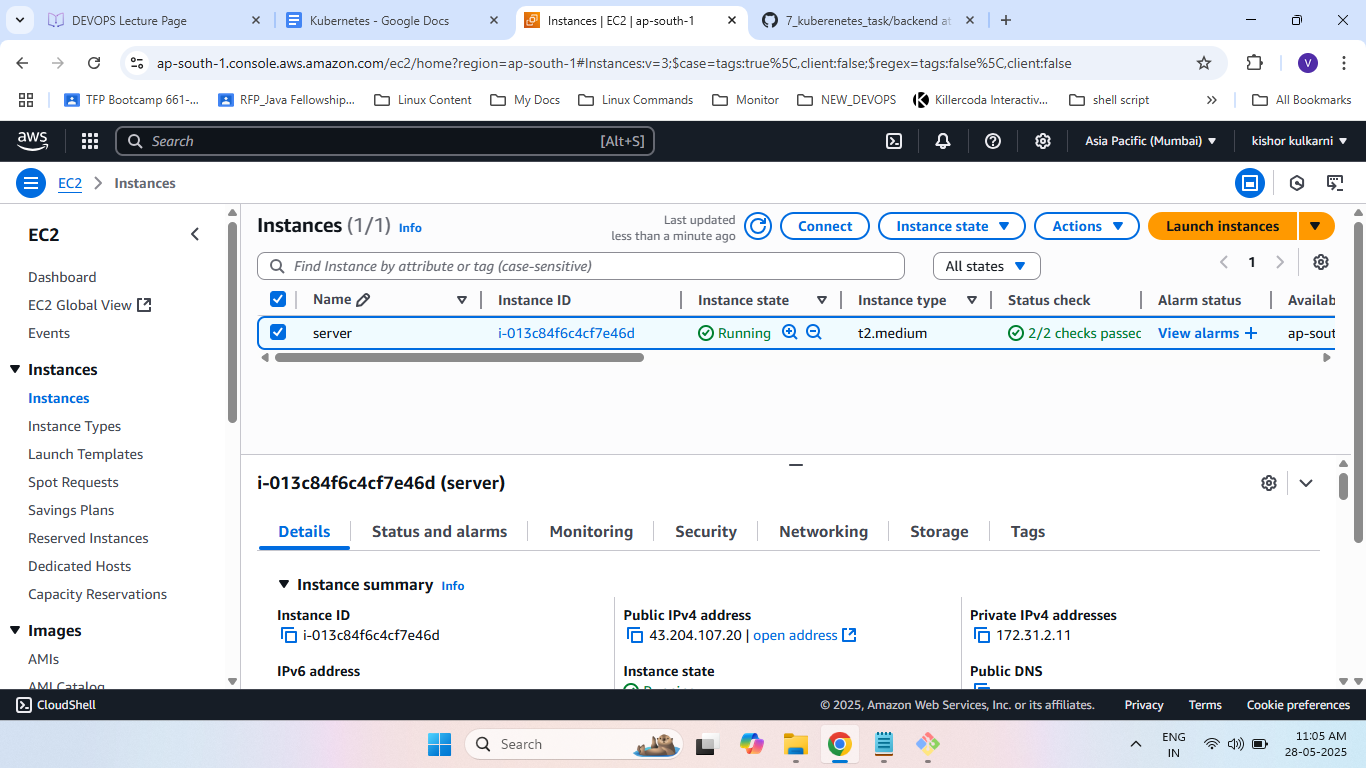 DEVOPS Lecture Page
Kubernetes - Google Docs
Instances | EC2 | ap-south-1
7_kuberenetes_task/backend at
ap-south-1.console.aws.amazon.com/ec2/home?region=ap-south-1#Instances:v=3;$case=tags:true%5C,client:false;$regex=tags:false%5C,client:false
V
TFP Bootcamp 661-...
RFP_Java Fellowship...
Linux Content
My Docs
Linux Commands
Monitor
NEW_DEVOPS
Killercoda Interactiv...
shell script
All Bookmarks
aws
Search
[Alt+S]
Asia Pacific (Mumbai)
kishor kulkarni
EC2
Instances
EC2
Dashboard
EC2 Global View
Events
Instances
Instances
Instance Types
Launch Templates
Spot Requests
Savings Plans
Reserved Instances
Dedicated Hosts
Capacity Reservations
Images
AMIs
AMI Catalog
Instances (1/1) Info
Last updated
less than a minute ago
Connect
Instance state
Actions
Launch instances
Find Instance by attribute or tag (case-sensitive)
All states
1
Name
Instance ID
Instance state
Instance type
Status check
Alarm status
Availab
server
i-013c84f6c4cf7e46d
Running
t2.medium
2/2 checks passed
View alarms +
ap-sout
i-013c84f6c4cf7e46d (server)
Details
Status and alarms
Monitoring
Security
Networking
Storage
Tags
Instance summary Info
Instance ID
i-013c84f6c4cf7e46d
Public IPv4 address
43.204.107.20 | open address
Private IPv4 addresses
172.31.2.11
IPv6 address
Instance state
Running
Public DNS
CloudShell
© 2025, Amazon Web Services, Inc. or its affiliates.
Privacy
Terms
Cookie preferences
Search
ENG
IN
11:05 AM
28-05-2025